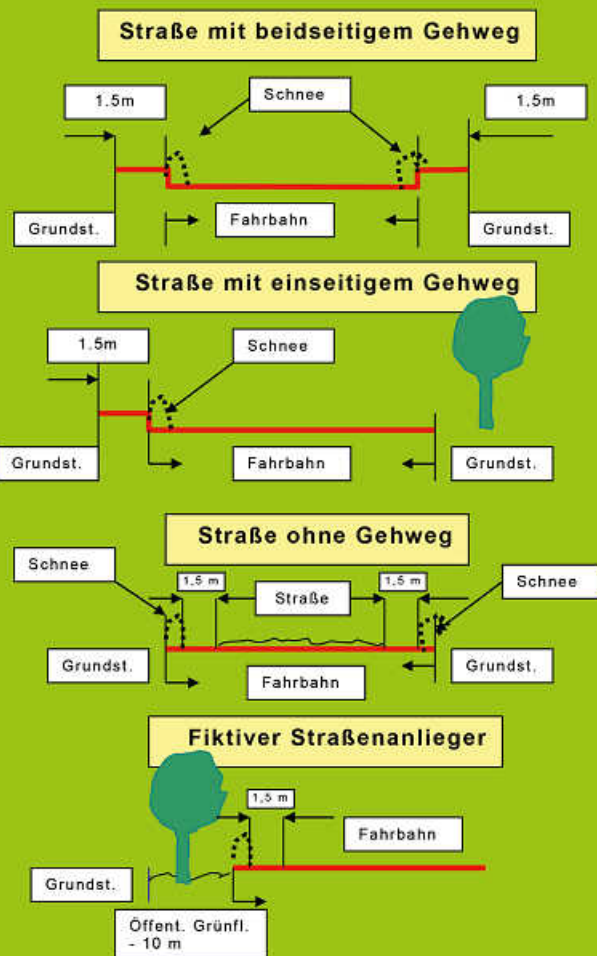 Straße mit beidseitigem Gehweg
1.5m
Schnee
1.5m
Grundst.
Fahrbahn
Grundst.
Straße mit einseitigem Gehweg
1.5m
Schnee
Grundst.
Fahrbahn
Grundst.
Straße ohne Gehweg
Schnee
1,5 m
Straße
1,5 m
Schnee
Grundst.
Fahrbahn
Grundst.
Fiktiver Straßenanlieger
1,5 m
Fahrbahn
Grundst.
Öffent. Grünfl.
- 10 m